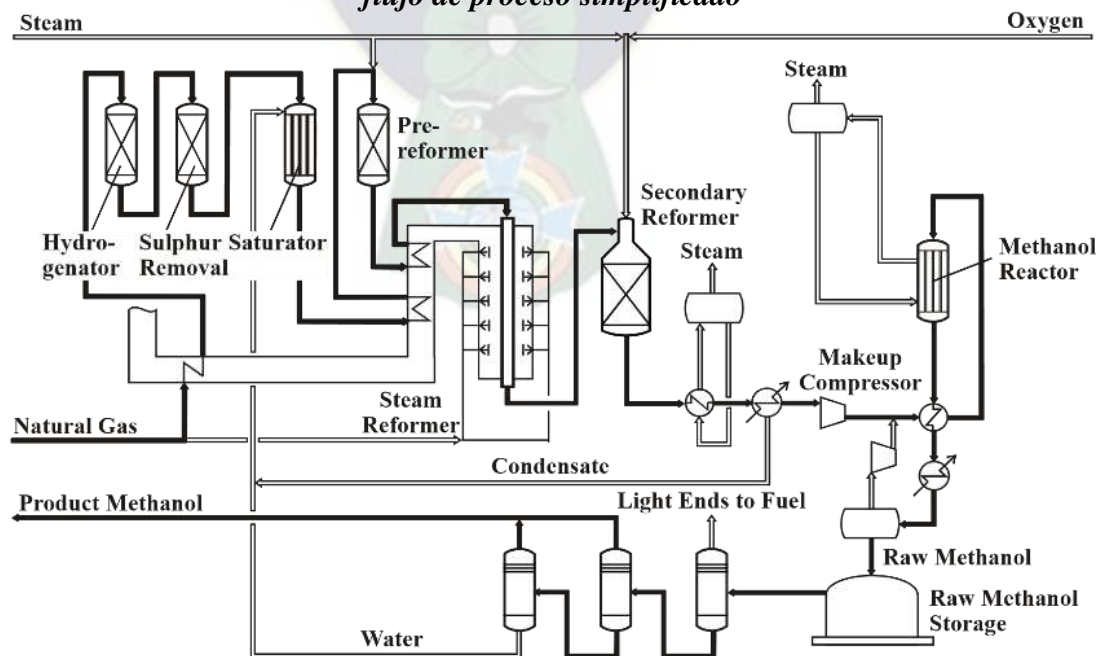 flujo de proceso simplificado
Steam
Oxygen
Steam
Pre-
reformer
Secondary
Reformer
Hydro-
genator
Sulphur
Removal
Saturator
Steam
Methanol
Reactor
Makeup
Compressor
Steam
Reformer
Natural Gas
Condensate
Product Methanol
Light Ends to Fuel
Raw Methanol
Raw Methanol
Storage
Water